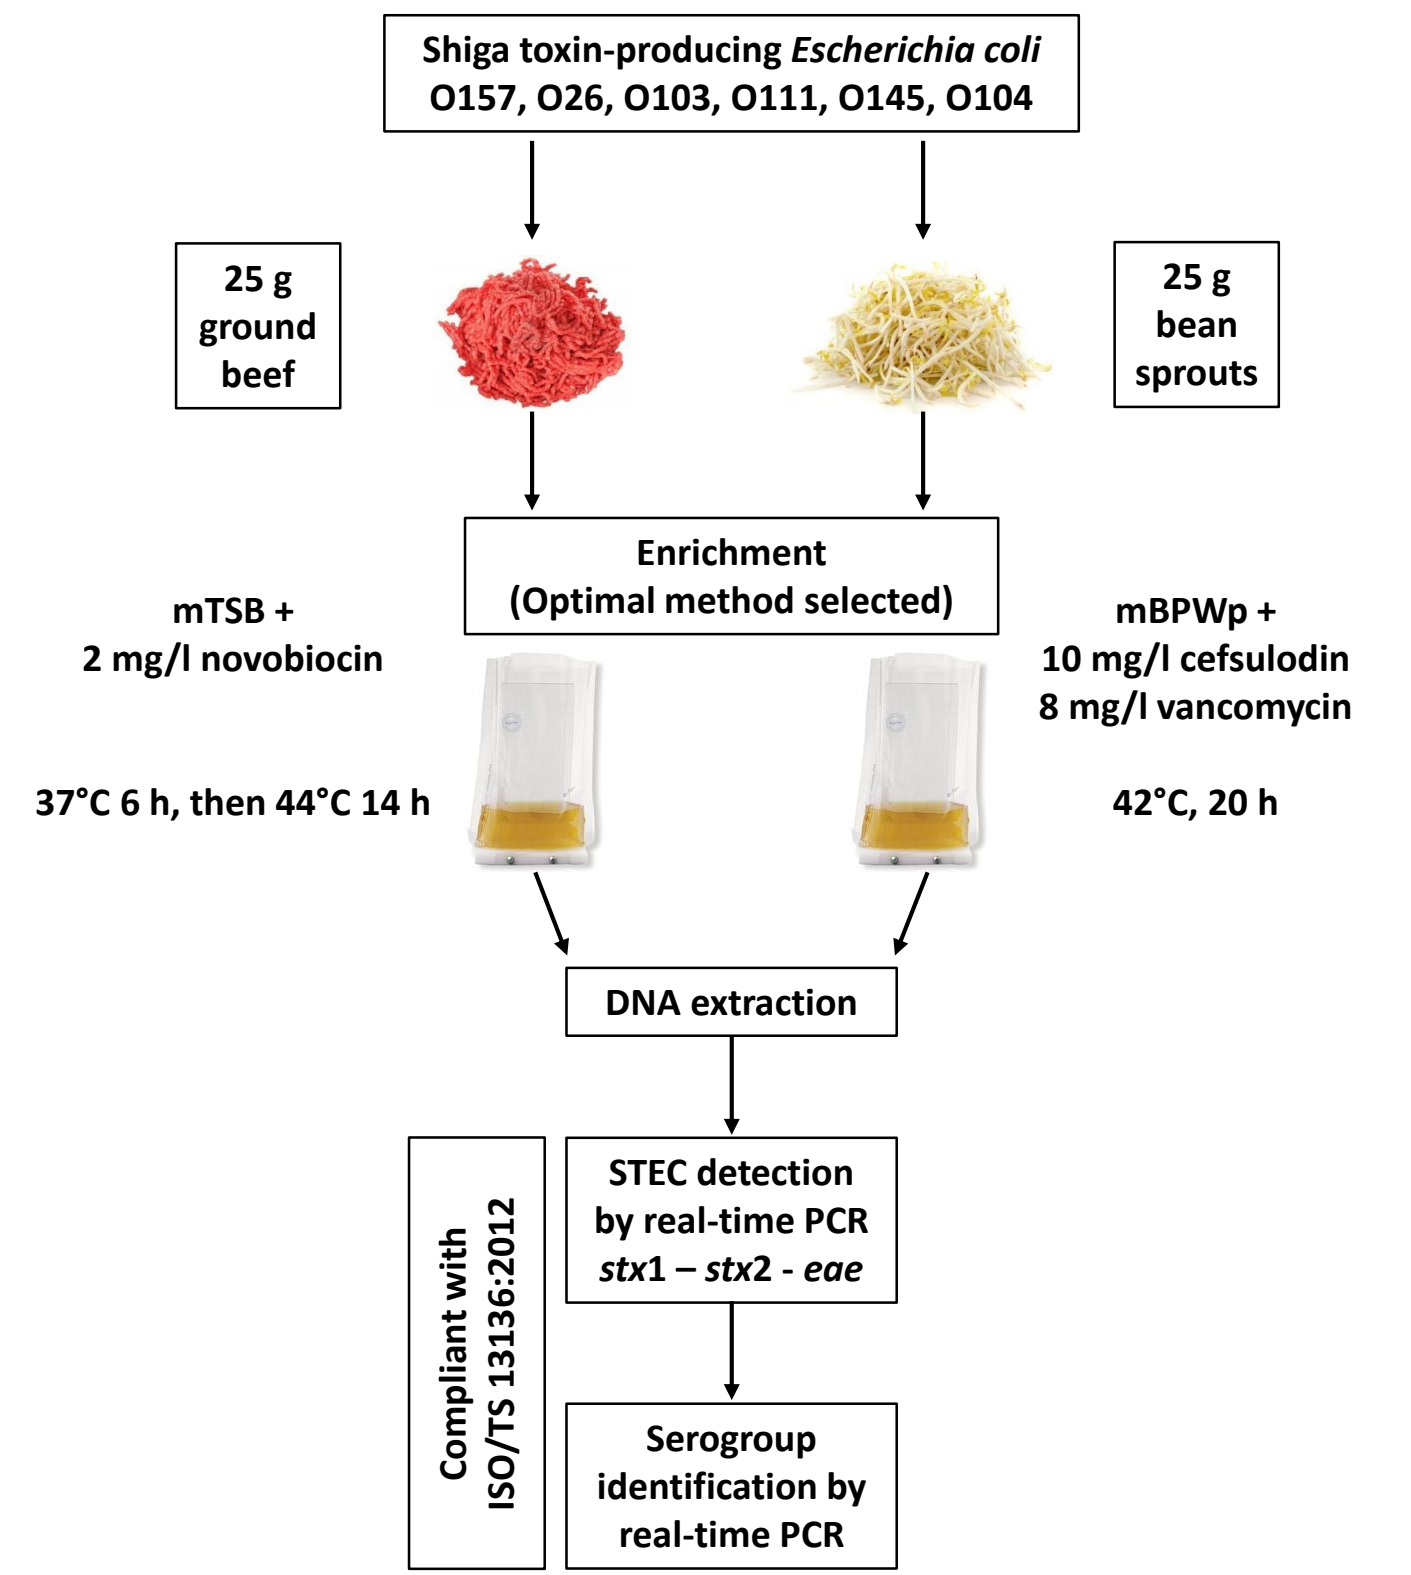 Shiga toxin-producing Escherichia coli
O157, O26, O103, O111, O145, O104
25 g
ground
beef
25 g
bean
sprouts
Enrichment
(Optimal method selected)
mTSB +
2 mg/l novobiocin
37°C 6 h, then 44°C 14 h
mBPWp +
10 mg/l cefsulodin
8 mg/l vancomycin
42°C, 20 h
DNA extraction
Compliant with
ISO/TS 13136:2012
STEC detection
by real-time PCR
stx1 – stx2 - eae
Serogroup
identification by
real-time PCR